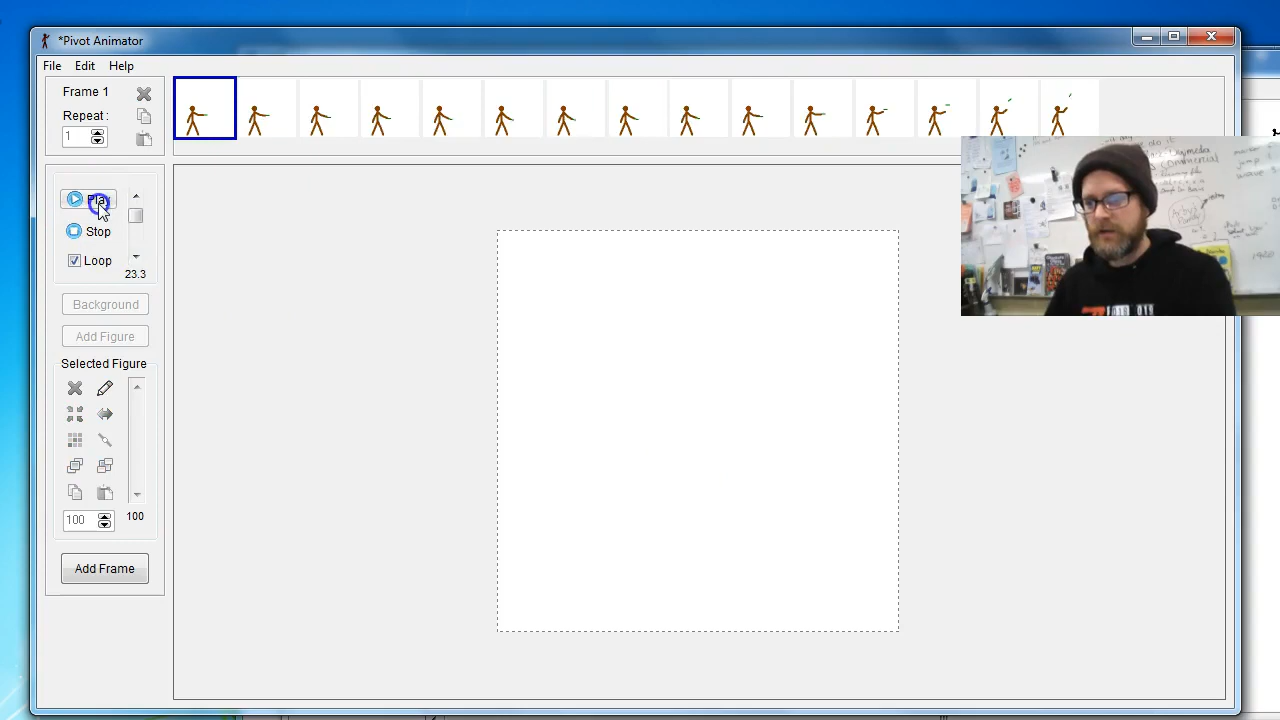 *Pivot Animator
File Edit Help
Frame 1
Repeat :
1
Play
Stop
Loop
23.3
Background
Add Figure
Selected Figure
100
100
Add Frame